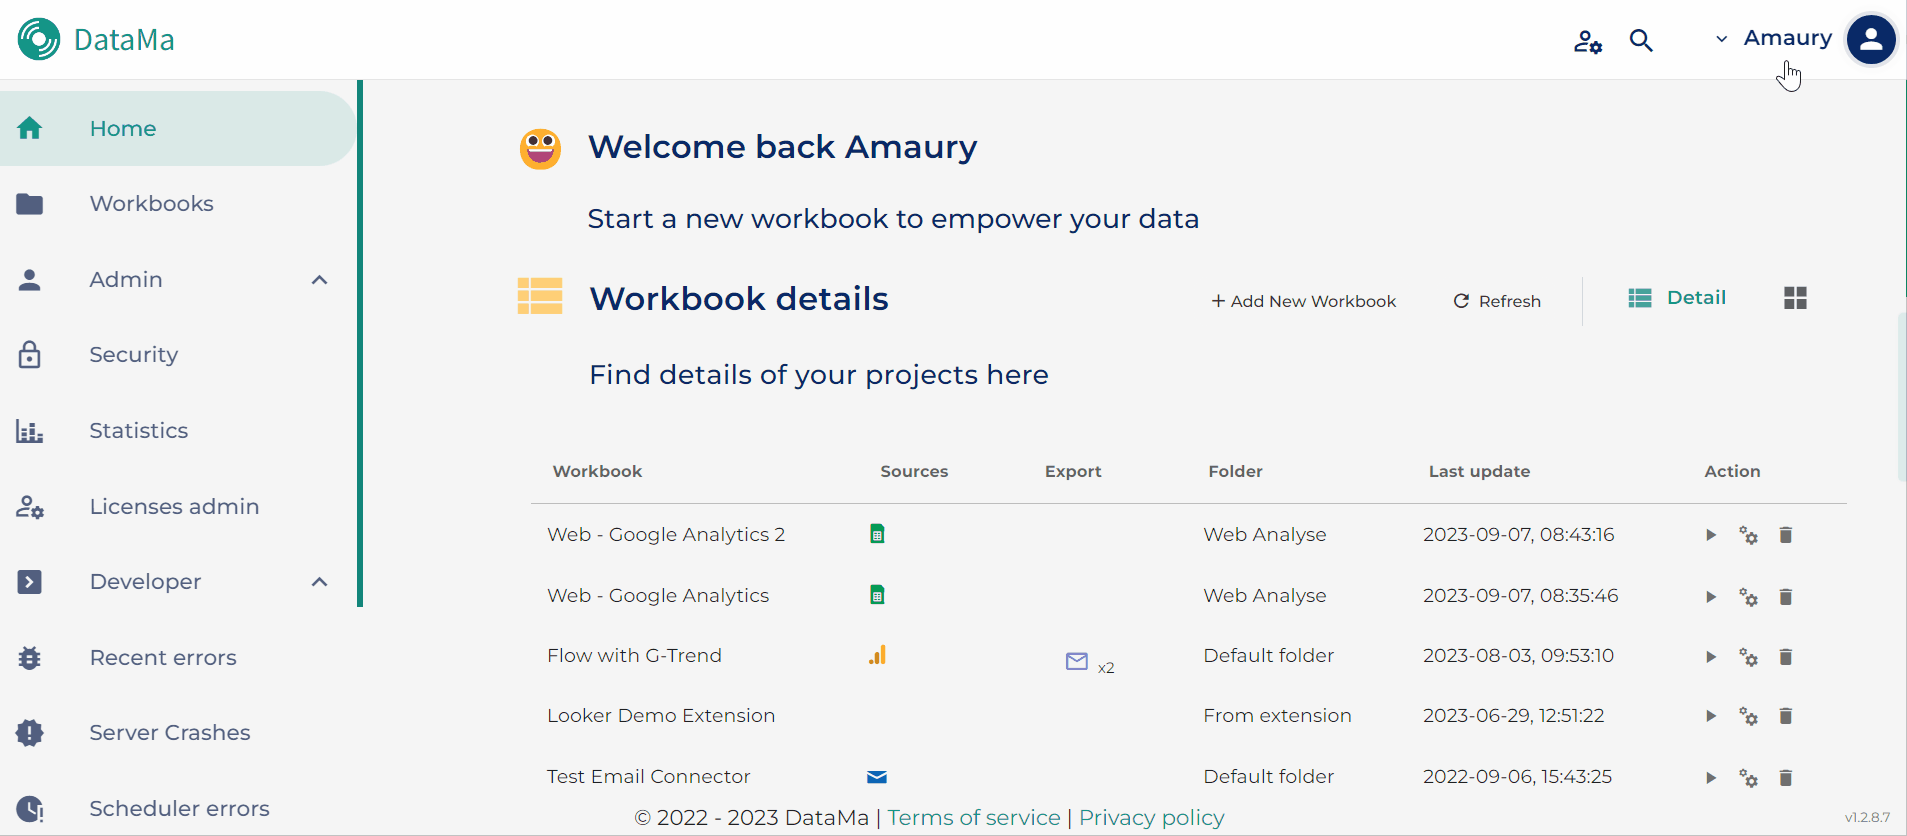 DataMa
Amaury
Home
Workbooks
Admin
Security
Statistics
Licenses admin
Developer
Recent errors
Server Crashes
Scheduler errors
Welcome back Amaury
Start a new workbook to empower your data
Workbook details
+ Add New Workbook Refresh Detail
Find details of your projects here
Workbook Sources Export Folder Last update Action
Web - Google Analytics 2 Web Analyse 2023-09-07, 08:43:16
Web - Google Analytics Web Analyse 2023-09-07, 08:35:46
Flow with G-Trend x2 Default folder 2023-08-03, 09:53:10
Looker Demo Extension From extension 2023-06-29, 12:51:22
Test Email Connector Default folder 2022-09-06, 15:43:25
© 2022 - 2023 DataMa | Terms of service | Privacy policy
v1.2.8.7